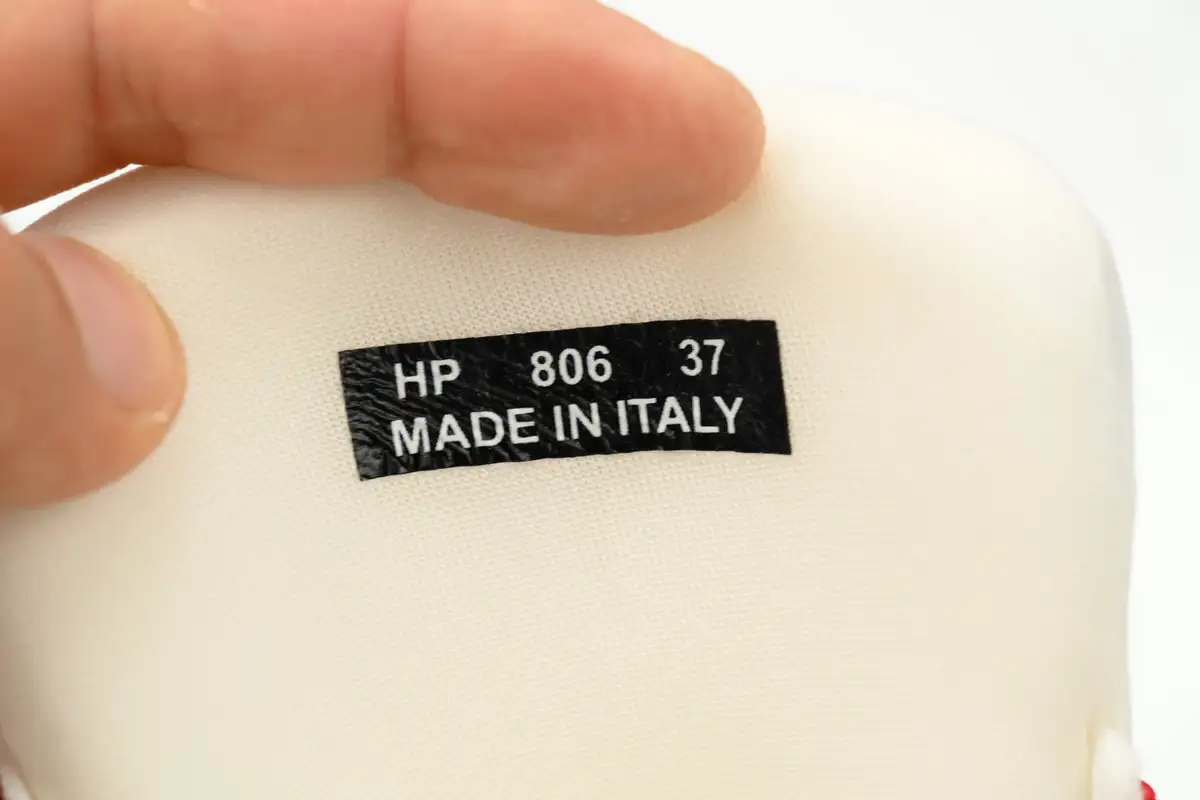 HP 806 37
MADE IN ITALY